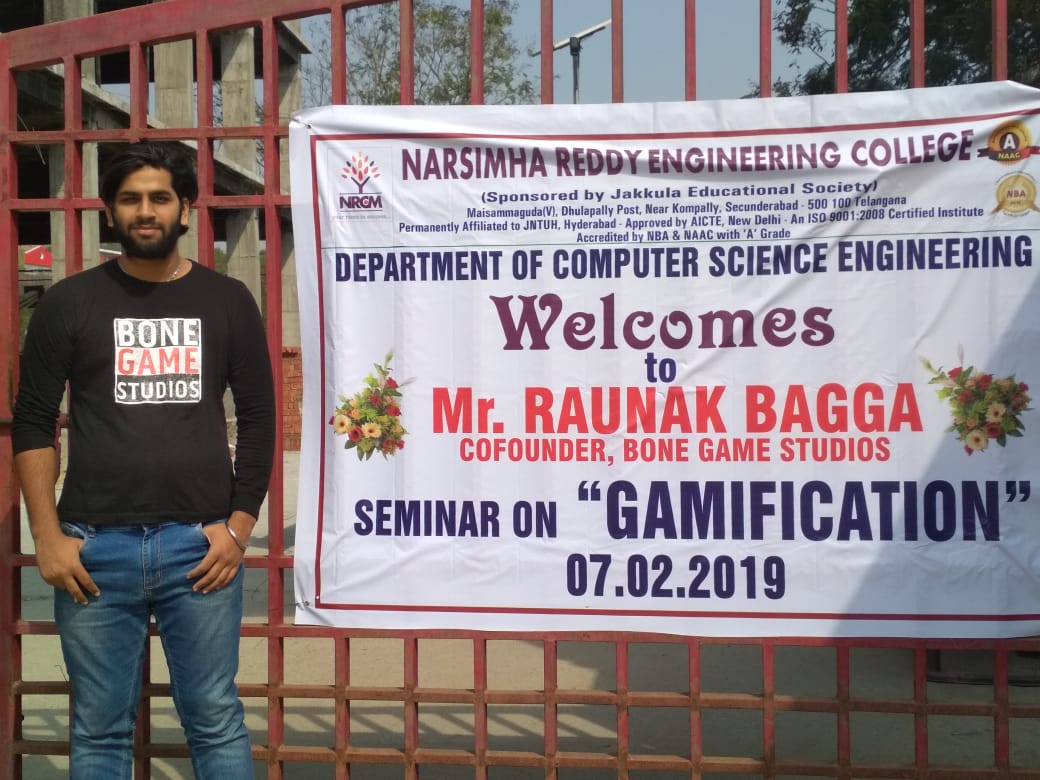 BONE
GAME
STUDIOS
NRCM
NARSIMHA REDDY ENGINEERING COLLEGE
A
NAAC
NBA
(Sponsored by Jakkula Educational Society)
Maisammaguda(V), Dhulapally Post, Near Kompally, Secunderabad - 500 100 Telangana
Permanently Affiliated to JNTUH, Hyderabad - Approved by AICTE, New Delhi - An ISO 9001:2008 Certified Institute
Accredited by NBA & NAAC with 'A' Grade
DEPARTMENT OF COMPUTER SCIENCE ENGINEERING
Welcomes
to
Mr. RAUNAK BAGGA
COFOUNDER, BONE GAME STUDIOS
SEMINAR ON "GAMIFICATION"
07.02.2019